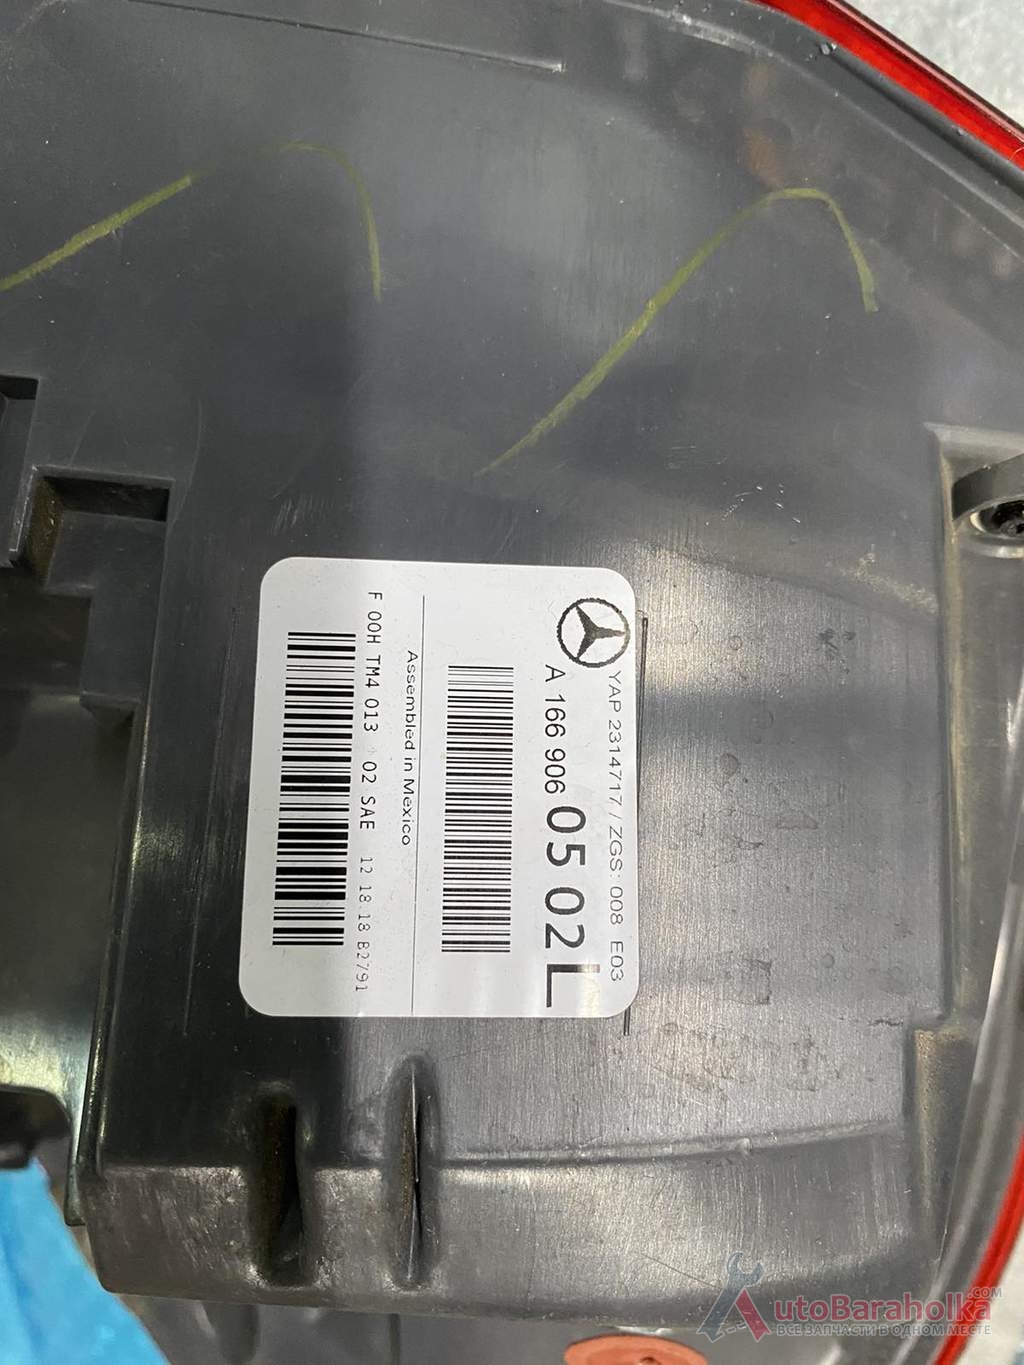 YAP 2314717 / ZGS: 008 E03
A 166 906 05 02 L
Assembled in Mexico
F 00H TM4 013 02 SAE 12 18 18 B2791
AutoBaraholka.COM
ВСЕ ЗАПЧАСТИ В ОДНОМ МЕСТЕ